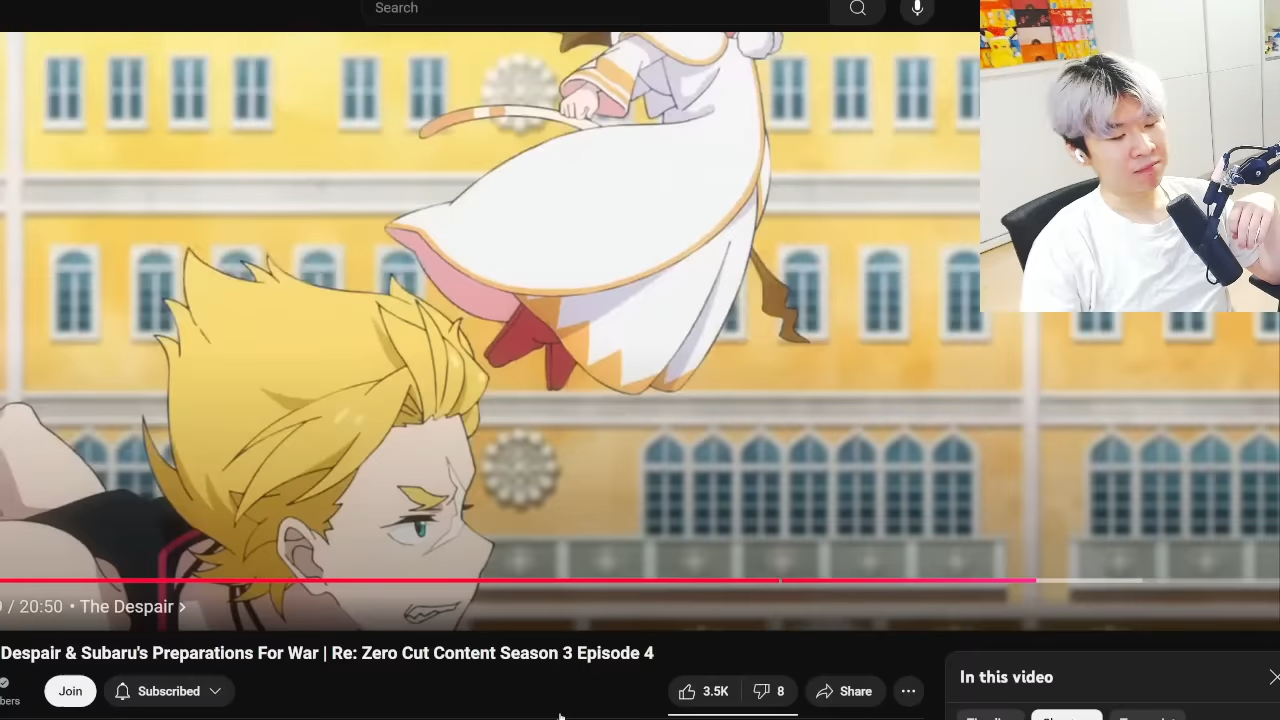 Search
/ 20:50 • The Despair >
Despair & Subaru's Preparations For War | Re: Zero Cut Content Season 3 Episode 4
bers
Join
Subscribed
3.5K
8
Share
In this video